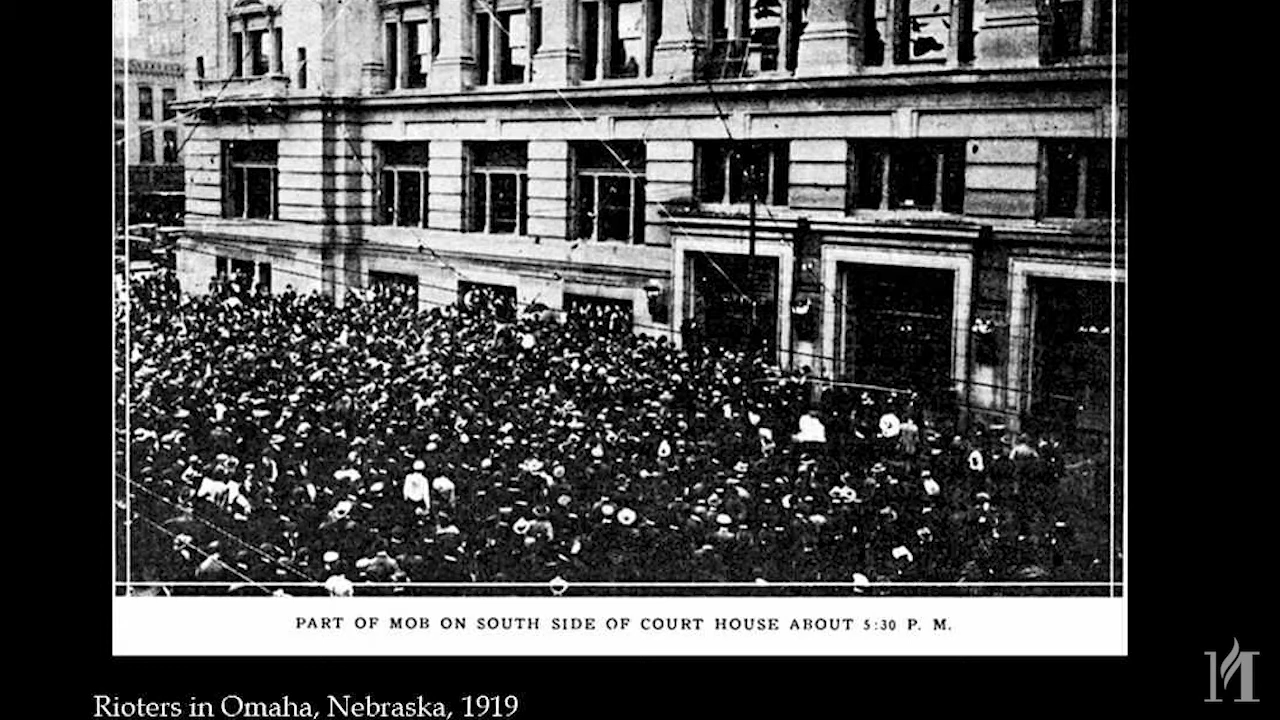 PART OF MOB ON SOUTH SIDE OF COURT HOUSE ABOUT 5:30 P. M.
Rioters in Omaha, Nebraska, 1919